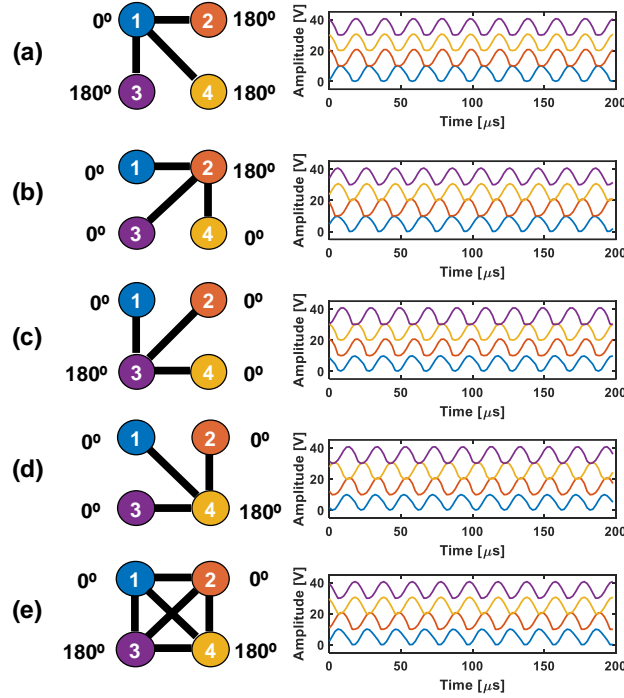 (a)
0º 1 2 180º
180º 3 4 180º
Amplitude [V]
40
20
0
0 50 100 150 200
Time [μs]
(b)
0º 1 2 180º
0º 3 4 0º
Amplitude [V]
40
20
0
0 50 100 150 200
Time [μs]
(c)
0º 1 2 0º
180º 3 4 0º
Amplitude [V]
40
20
0
0 50 100 150 200
Time [μs]
(d)
0º 1 2 0º
0º 3 4 180º
Amplitude [V]
40
20
0
0 50 100 150 200
Time [μs]
(e)
0º 1 2 0º
180º 3 4 180º
Amplitude [V]
40
20
0
0 50 100 150 200
Time [μs]